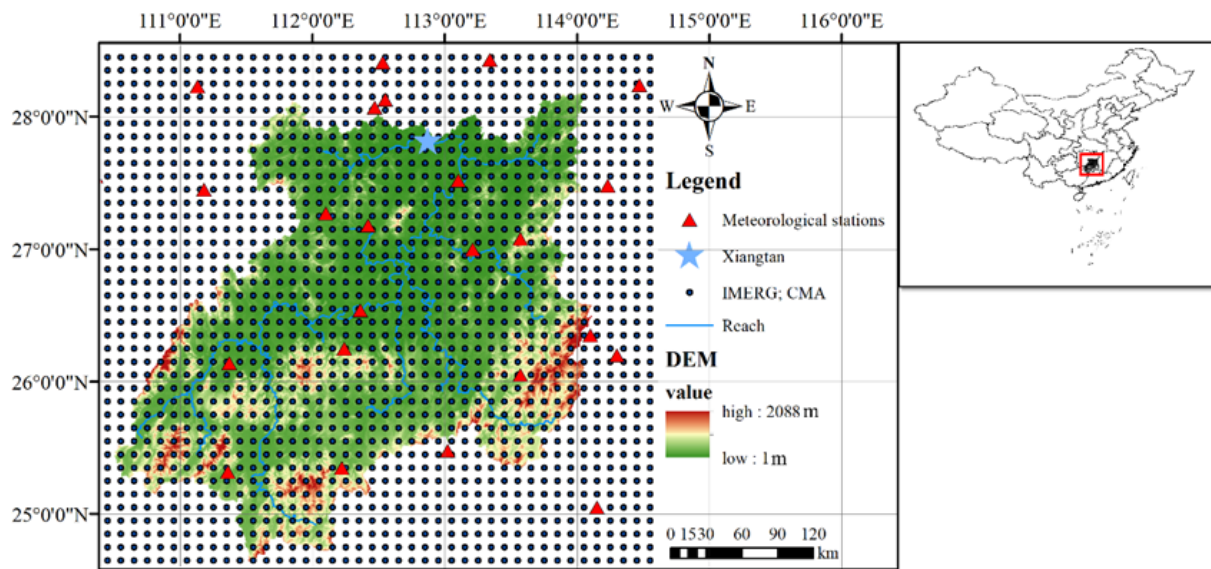 111°0'0"E 112°0'0"E 113°0'0"E 114°0'0"E 115°0'0"E 116°0'0"E
28°0'0"N
27°0'0"N
26°0'0"N
25°0'0"N
N
W E
S
Legend
Meteorological stations
Xiangtan
IMERG; CMA
Reach
DEM
value
high : 2088 m
low : 1 m
0 15 30 60 90 120
km